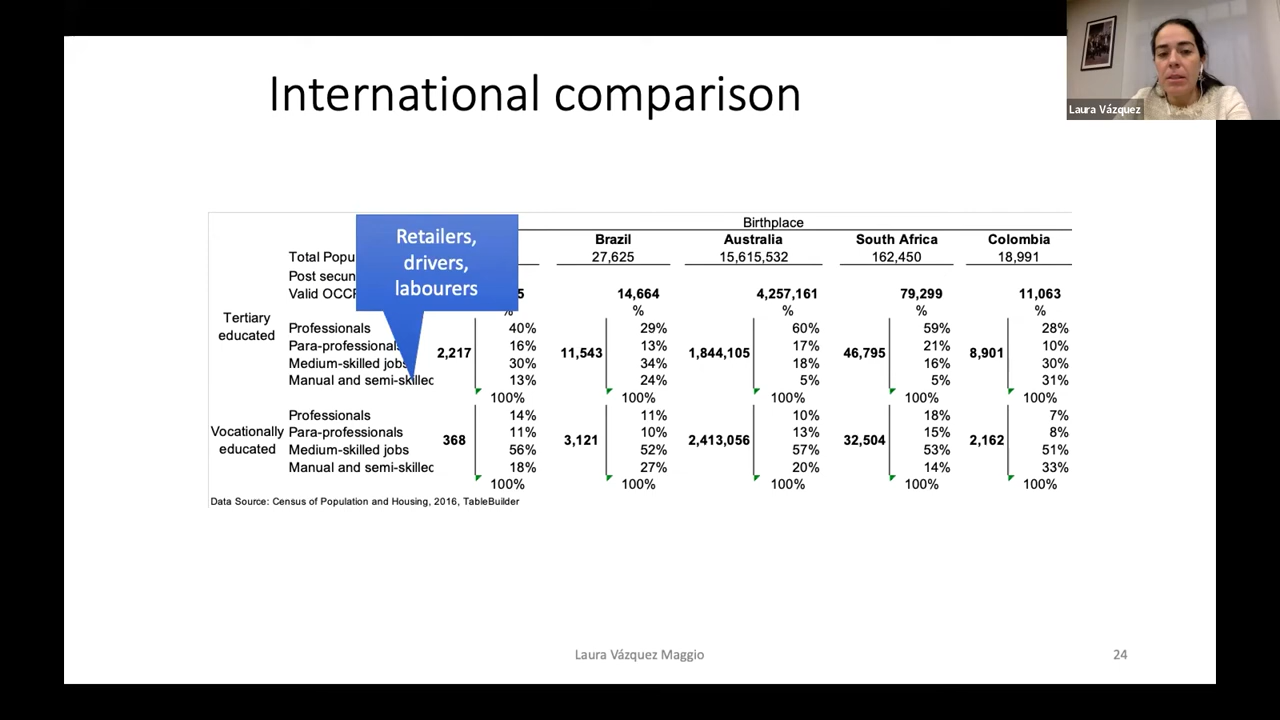 International comparison
Laura Vázquez
Retailers,
drivers,
labourers
Birthplace
Brazil Australia South Africa Colombia
Total Popu 27,625 15,615,532 162,450 18,991
Post secun
Valid OCCP 5 14,664 4,257,161 79,299 11,063
% % % % %
Tertiary educated
Professionals 40% 29% 60% 59% 28%
Para-professionals 16% 13% 17% 21% 10%
2,217 11,543 1,844,105 46,795 8,901
Medium-skilled jobs 30% 34% 18% 16% 30%
Manual and semi-skilled 13% 24% 5% 5% 31%
100% 100% 100% 100% 100%
Vocationally educated
Professionals 14% 11% 10% 18% 7%
Para-professionals 11% 10% 13% 15% 8%
368 3,121 2,413,056 32,504 2,162
Medium-skilled jobs 56% 52% 57% 53% 51%
Manual and semi-skilled 18% 27% 20% 14% 33%
100% 100% 100% 100% 100%
Data Source: Census of Population and Housing, 2016, TableBuilder
Laura Vázquez Maggio
24